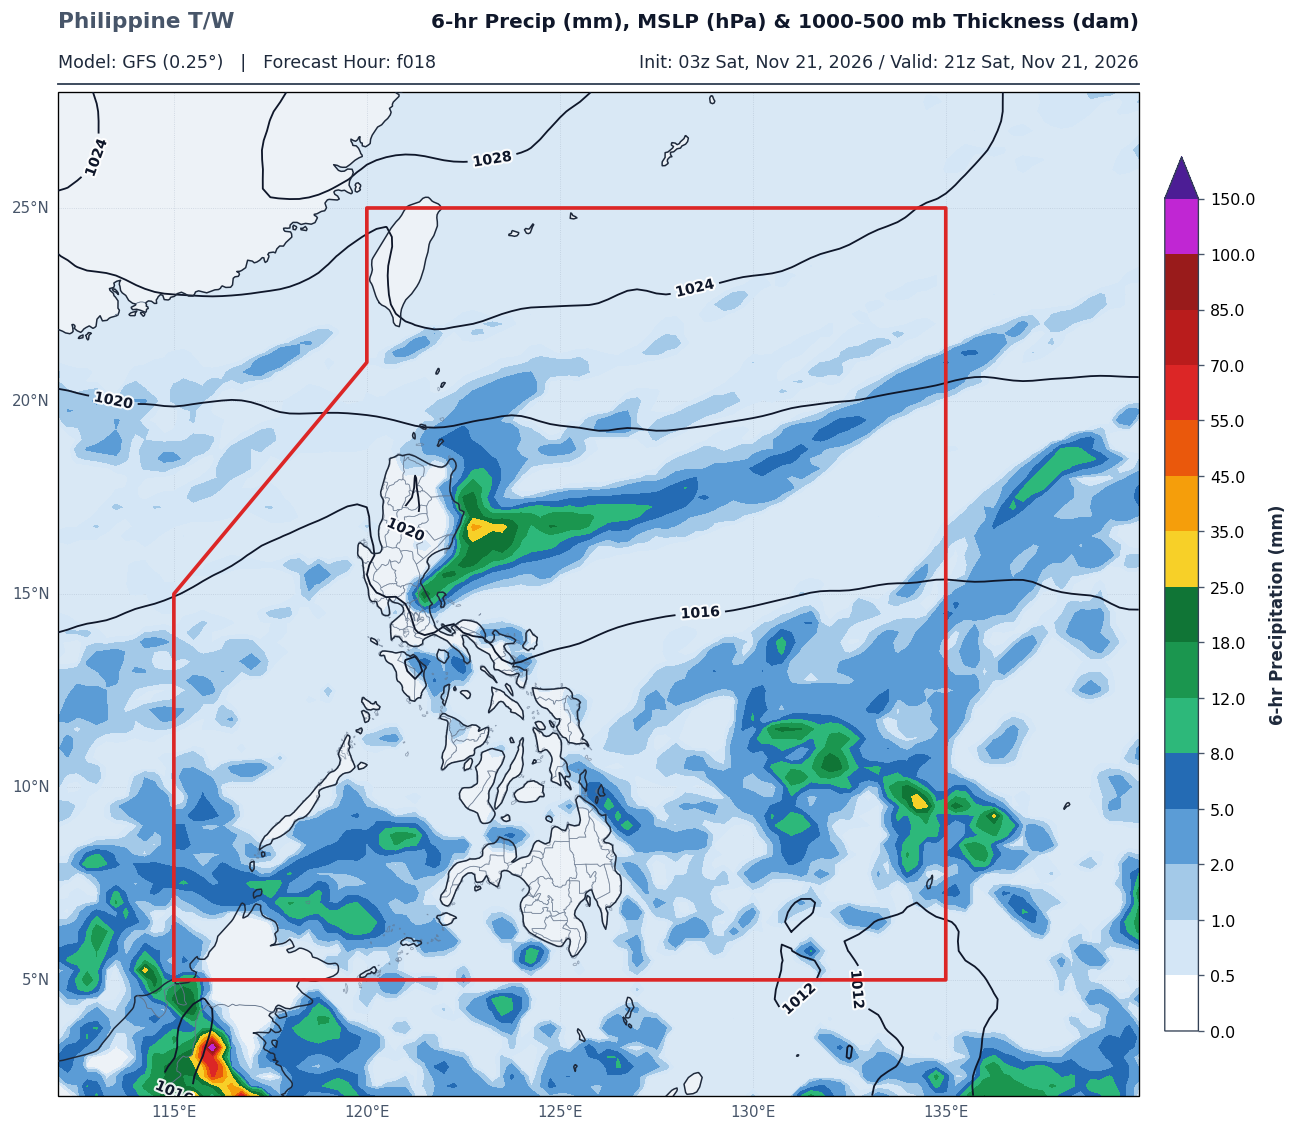 Philippine T/W
6-hr Precip (mm), MSLP (hPa) & 1000-500 mb Thickness (dam)
Model: GFS (0.25°) | Forecast Hour: f018
Init: 03z Sat, Nov 21, 2026 / Valid: 21z Sat, Nov 21, 2026
1024
1028
25°N
1024
20°N
1020
1020
15°N
1016
10°N
5°N
1012
1012
1016
115°E
120°E
125°E
130°E
135°E
150.0
100.0
85.0
70.0
55.0
45.0
35.0
25.0
18.0
12.0
8.0
5.0
2.0
1.0
0.5
0.0
6-hr Precipitation (mm)